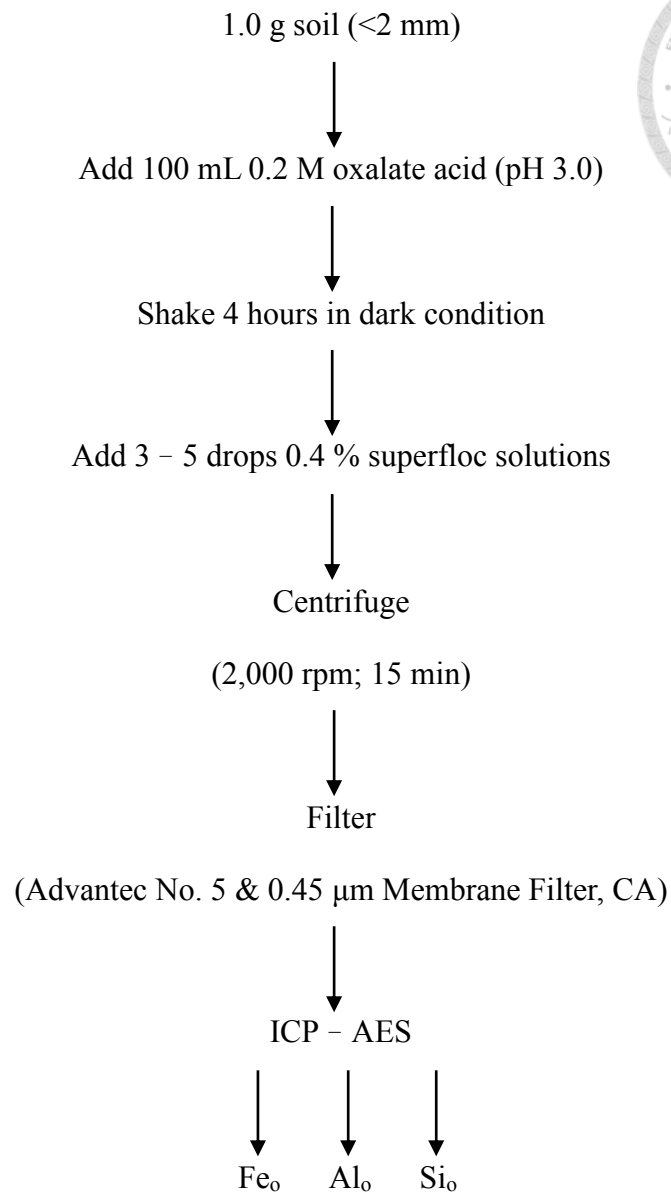 1.0 g soil (<2 mm)
Add 100 mL 0.2 M oxalate acid (pH 3.0)
Shake 4 hours in dark condition
Add 3 – 5 drops 0.4 % superfloc solutions
Centrifuge
(2,000 rpm; 15 min)
Filter
(Advantec No. 5 & 0.45 μm Membrane Filter, CA)
ICP – AES
Feₒ Alₒ Siₒ